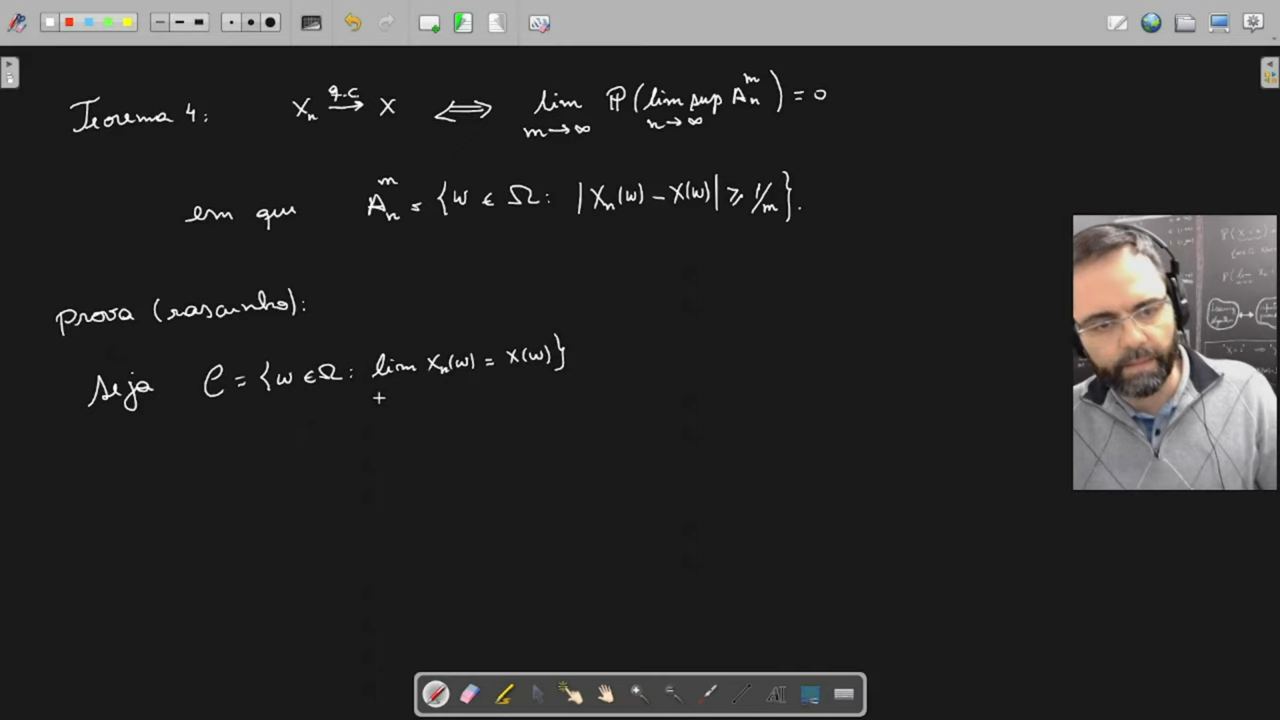 Teorema 4: Xₙ →^{q.c} X ⟺ lim_{m→∞} ℙ(lim sup_{n→∞} Aₙᵐ) = 0
em que Aₙᵐ = {w ∈ Ω: |Xₙ(w) - X(w)| ≥ 1/m}.
Prova (rascunho):
Seja C = {w ∈ Ω: lim Xₙ(w) = X(w)}